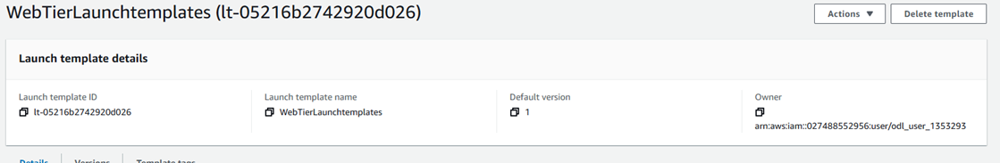 WebTierLaunchtemplates (lt-05216b2742920d026)
Actions ▼
Delete template
Launch template details
Launch template ID
lt-05216b2742920d026
Launch template name
WebTierLaunchtemplates
Default version
1
Owner
arn:aws:iam::027488552956:user/odl_user_1353293
Details
Versions
Template tags